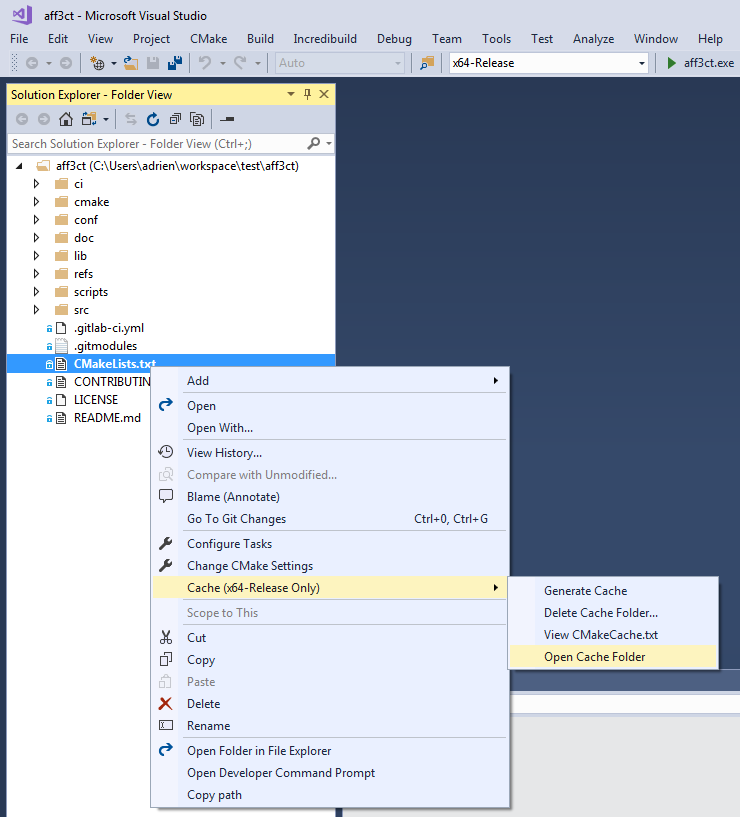 aff3ct - Microsoft Visual Studio
File Edit View Project CMake Build Incredibuild Debug Team Tools Test Analyze Window Help
Auto x64-Release aff3ct.exe
Solution Explorer - Folder View
Search Solution Explorer - Folder View (Ctrl+;)
aff3ct (C:\Users\adrien\workspace\test\aff3ct)
ci
cmake
conf
doc
lib
refs
scripts
src
.gitlab-ci.yml
.gitmodules
CMakeLists.txt
CONTRIBUTIN
LICENSE
README.md
Add
Open
Open With...
View History...
Compare with Unmodified...
Blame (Annotate)
Go To Git Changes Ctrl+0, Ctrl+G
Configure Tasks
Change CMake Settings
Cache (x64-Release Only)
Scope to This
Cut
Copy
Paste
Delete
Rename
Open Folder in File Explorer
Open Developer Command Prompt
Copy path
Generate Cache
Delete Cache Folder...
View CMakeCache.txt
Open Cache Folder